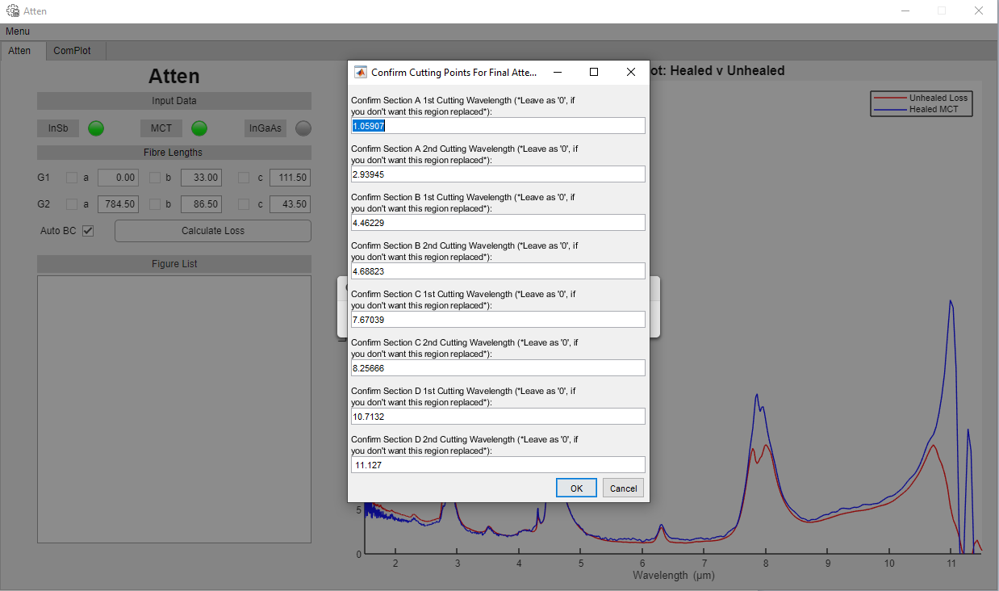 Atten
Menu
Atten
ComPlot
Atten
Input Data
InSb
MCT
InGaAs
Fibre Lengths
G1
a
0.00
b
33.00
c
111.50
G2
a
784.50
b
86.50
c
43.50
Auto BC
Calculate Loss
Figure List
Confirm Cutting Points For Final Atte...
Confirm Section A 1st Cutting Wavelength (*Leave as '0', if
you don't want this region replaced*):
1.05907
Confirm Section A 2nd Cutting Wavelength (*Leave as '0', if
you don't want this region replaced*):
2.93945
Confirm Section B 1st Cutting Wavelength (*Leave as '0', if
you don't want this region replaced*):
4.46229
Confirm Section B 2nd Cutting Wavelength (*Leave as '0', if
you don't want this region replaced*):
4.68823
Confirm Section C 1st Cutting Wavelength (*Leave as '0', if
you don't want this region replaced*):
7.67039
Confirm Section C 2nd Cutting Wavelength (*Leave as '0', if
you don't want this region replaced*):
8.25666
Confirm Section D 1st Cutting Wavelength (*Leave as '0', if
you don't want this region replaced*):
10.7132
Confirm Section D 2nd Cutting Wavelength (*Leave as '0', if
you don't want this region replaced*):
11.127
OK
Cancel
ot: Healed v Unhealed
Unhealed Loss
Healed MCT
5
0
2 3 4 5 6 7 8 9 10 11
Wavelength (μm)